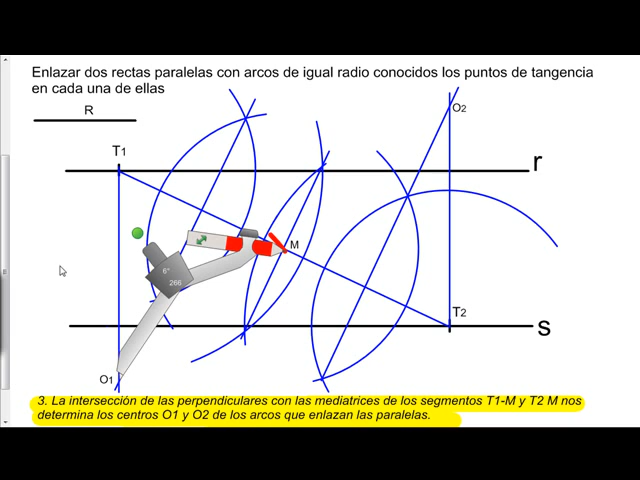 Enlazar dos rectas paralelas con arcos de igual radio conocidos los puntos de tangencia
en cada una de ellas
R
O2
T1
r
M
6°
266
T2
s
O1
3. La intersección de las perpendiculares con las mediatrices de los segmentos T1-M y T2 M nos
determina los centros O1 y O2 de los arcos que enlazan las paralelas.